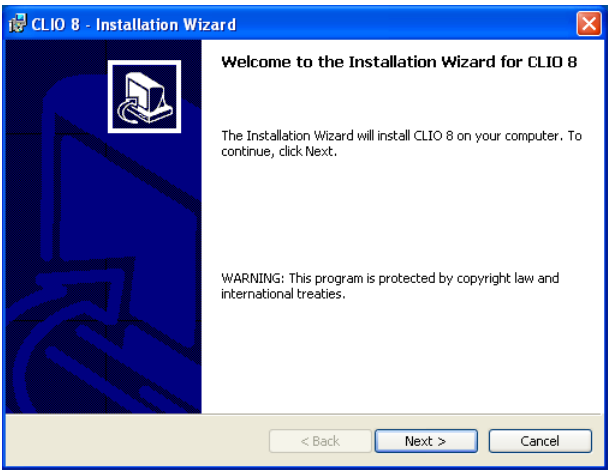 CLIO 8 - Installation Wizard
Welcome to the Installation Wizard for CLIO 8
The Installation Wizard will install CLIO 8 on your computer. To
continue, click Next.
WARNING: This program is protected by copyright law and
international treaties.
< Back
Next >
Cancel